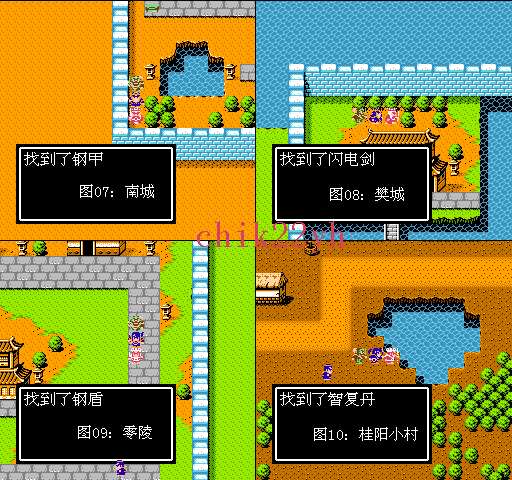 找到了钢甲
图07：南城
找到了闪电剑
图08：樊城
chik22rh
找到了钢盾
图09：零陵
找到了智复丹
图10：桂阳小村